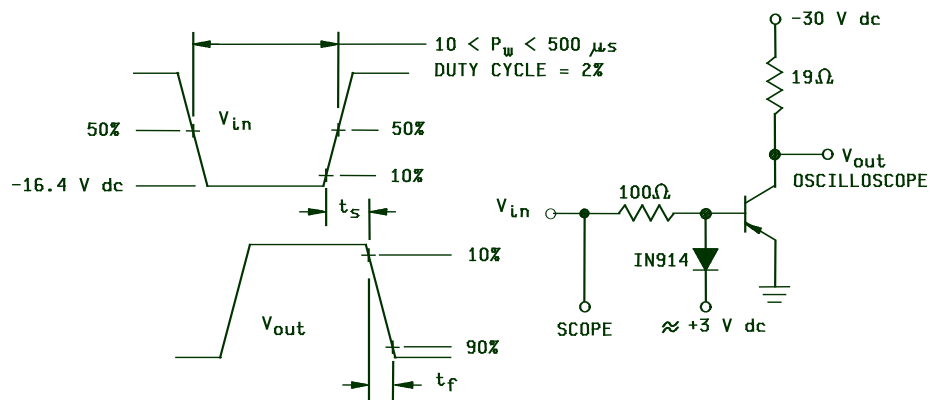 10 < Pw < 500 μs
DUTY CYCLE = 2%
Vin
50%
50%
10%
-16.4 V dc
ts
10%
Vout
90%
tf
-30 V dc
19Ω
Vout
OSCILLOSCOPE
100Ω
Vin
IN914
SCOPE
≈ +3 V dc